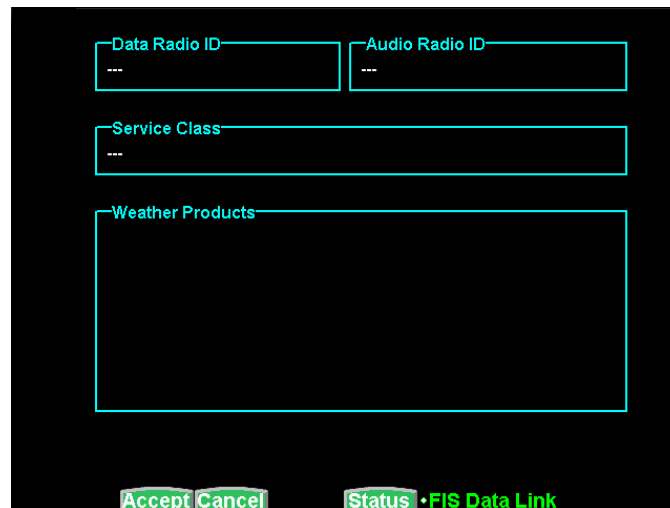 Data Radio ID Audio Radio ID
--- ---
Service Class
---
Weather Products
Accept Cancel Status •FIS Data Link